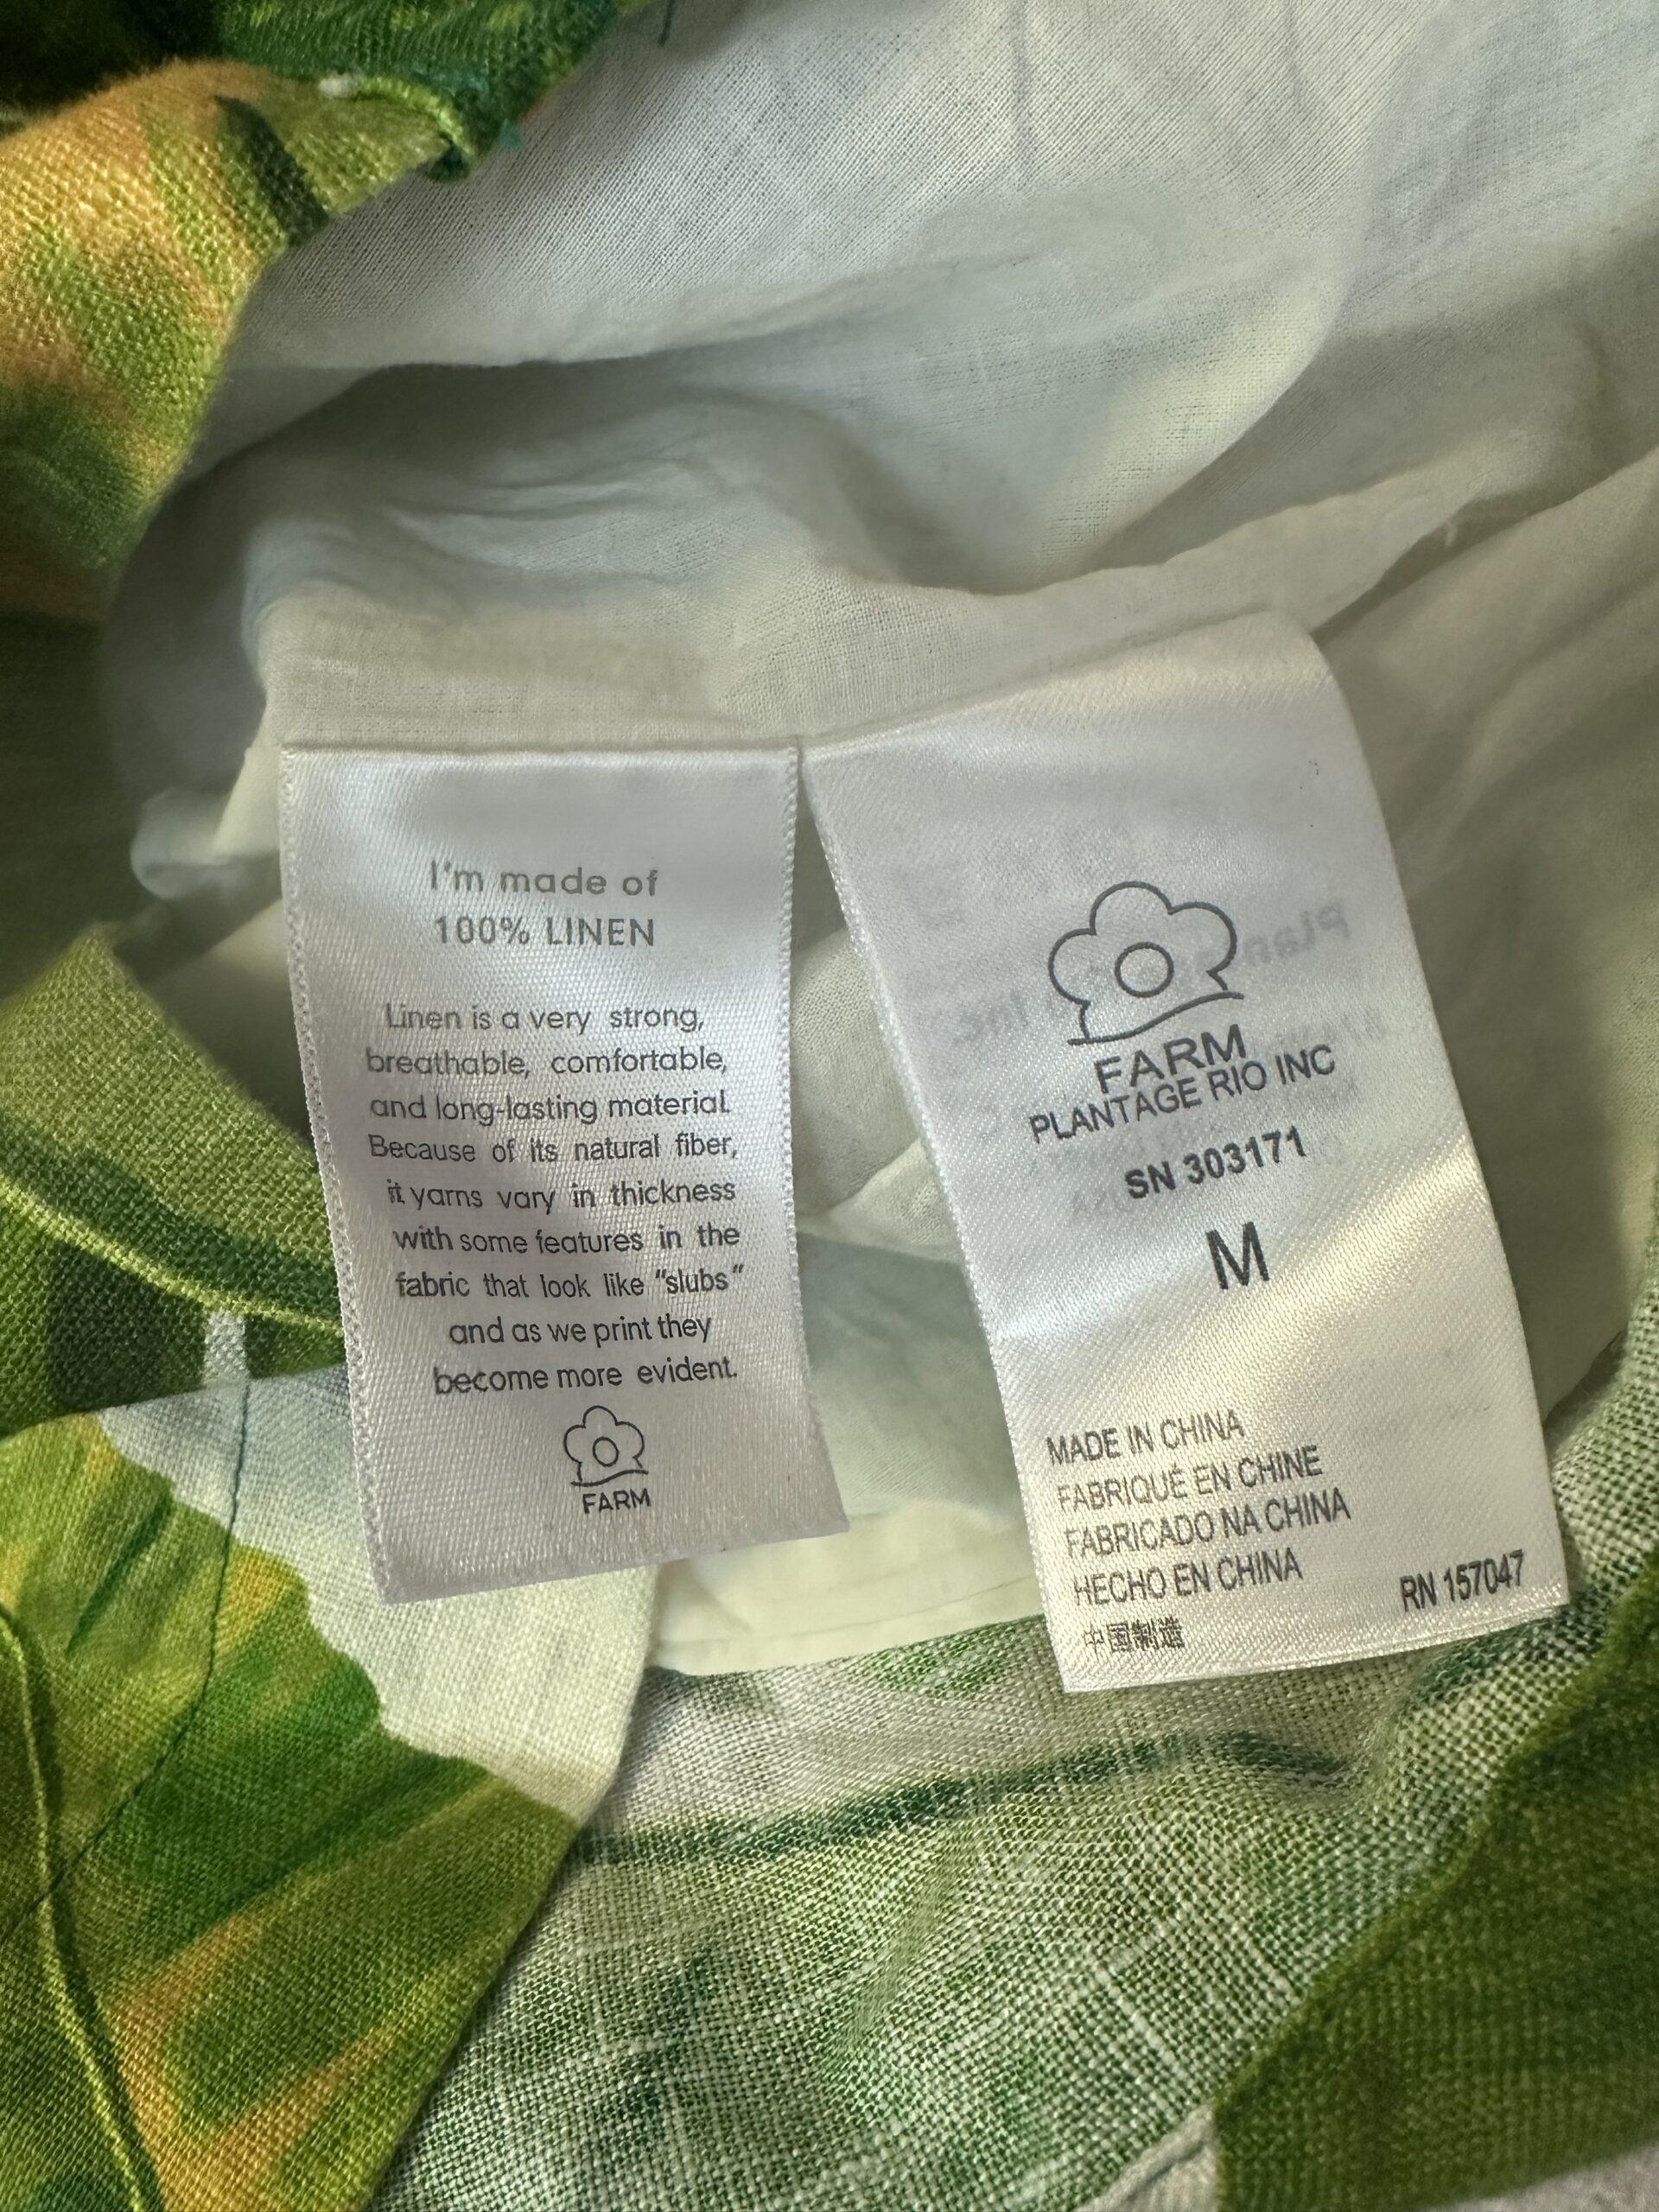 I'm made of
100% LINEN
Linen is a very strong,
breathable, comfortable,
and long-lasting material.
Because of its natural fiber,
it yarns vary in thickness
with some features in the
fabric that look like "slubs"
and as we print they
become more evident.
FARM
FARM
PLANTAGE RIO INC
SN 303171
M
MADE IN CHINA
FABRIQUÉ EN CHINE
FABRICADO NA CHINA
HECHO EN CHINA
中国制造
RN 157047